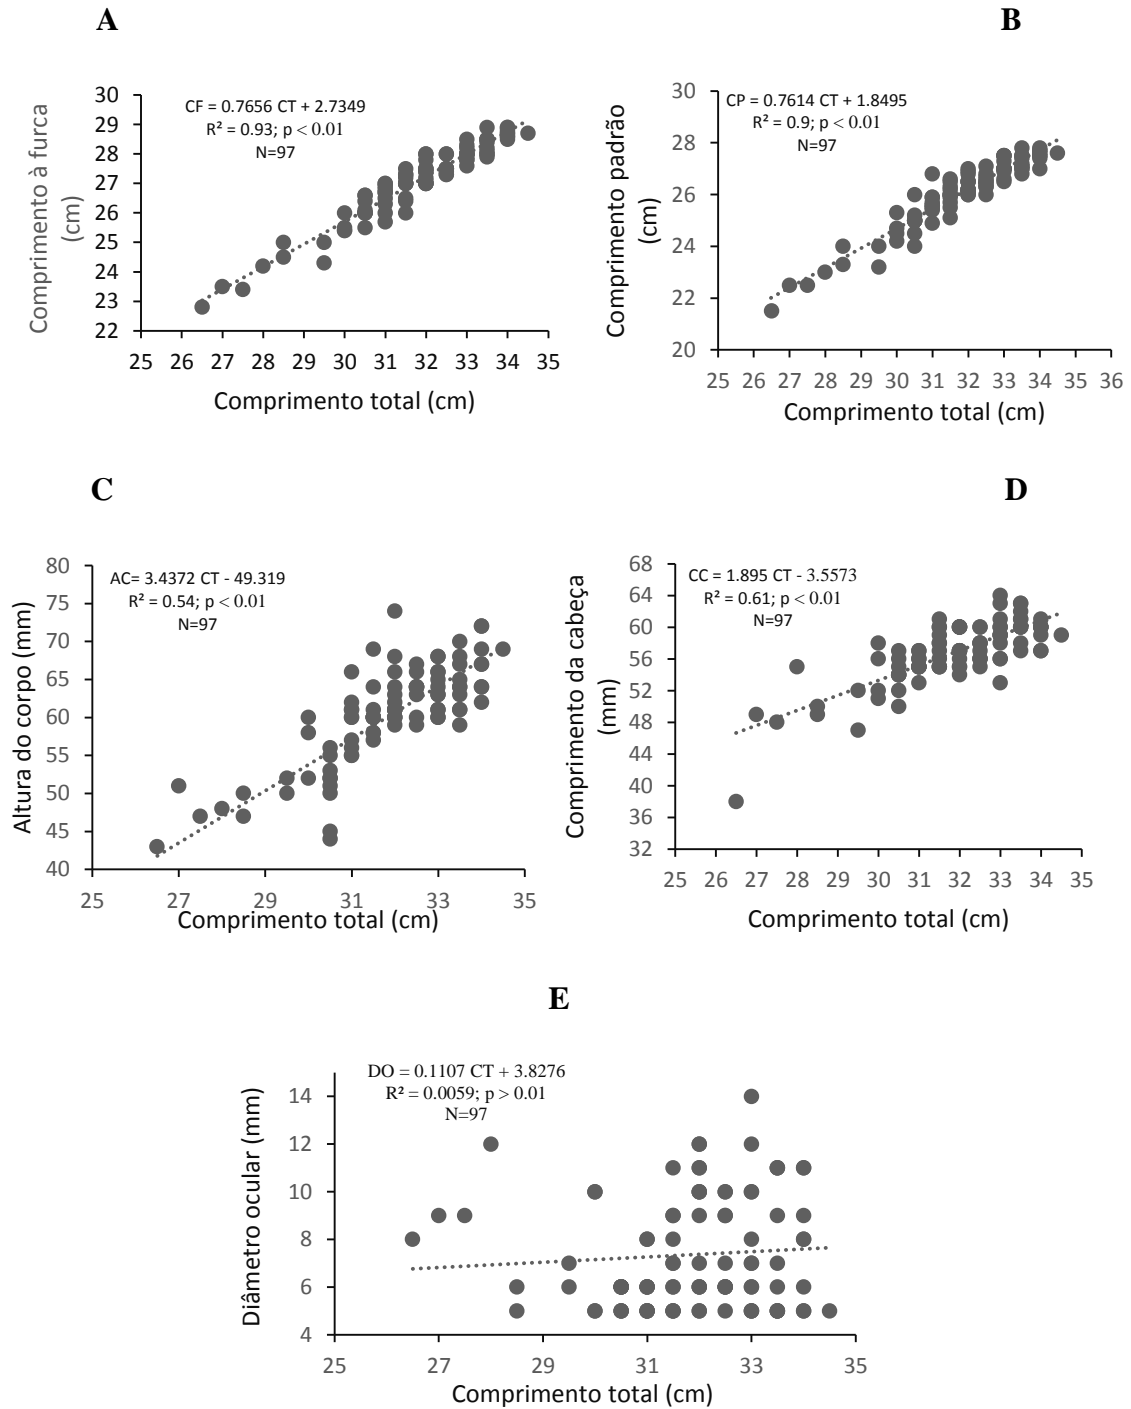 A
B
CF = 0.7656 CT + 2.7349
R² = 0.93; p < 0.01
N=97
Comprimento à furca
(cm)
30
29
28
27
26
25
24
23
22
25 26 27 28 29 30 31 32 33 34 35
Comprimento total (cm)
CP = 0.7614 CT + 1.8495
R² = 0.9; p < 0.01
N=97
Comprimento padrão
(cm)
30
28
26
24
22
20
25 26 27 28 29 30 31 32 33 34 35 36
Comprimento total (cm)
C
D
AC= 3.4372 CT - 49.319
R² = 0.54; p < 0.01
N=97
Altura do corpo (mm)
80
75
70
65
60
55
50
45
40
25 27 29 31 33 35
Comprimento total (cm)
CC = 1.895 CT - 3.5573
R² = 0.61; p < 0.01
N=97
Comprimento da cabeça
(mm)
68
64
60
56
52
48
44
40
36
32
25 26 27 28 29 30 31 32 33 34 35
Comprimento total (cm)
E
DO = 0.1107 CT + 3.8276
R² = 0.0059; p > 0.01
N=97
Diâmetro ocular (mm)
14
12
10
8
6
4
25 27 29 31 33 35
Comprimento total (cm)